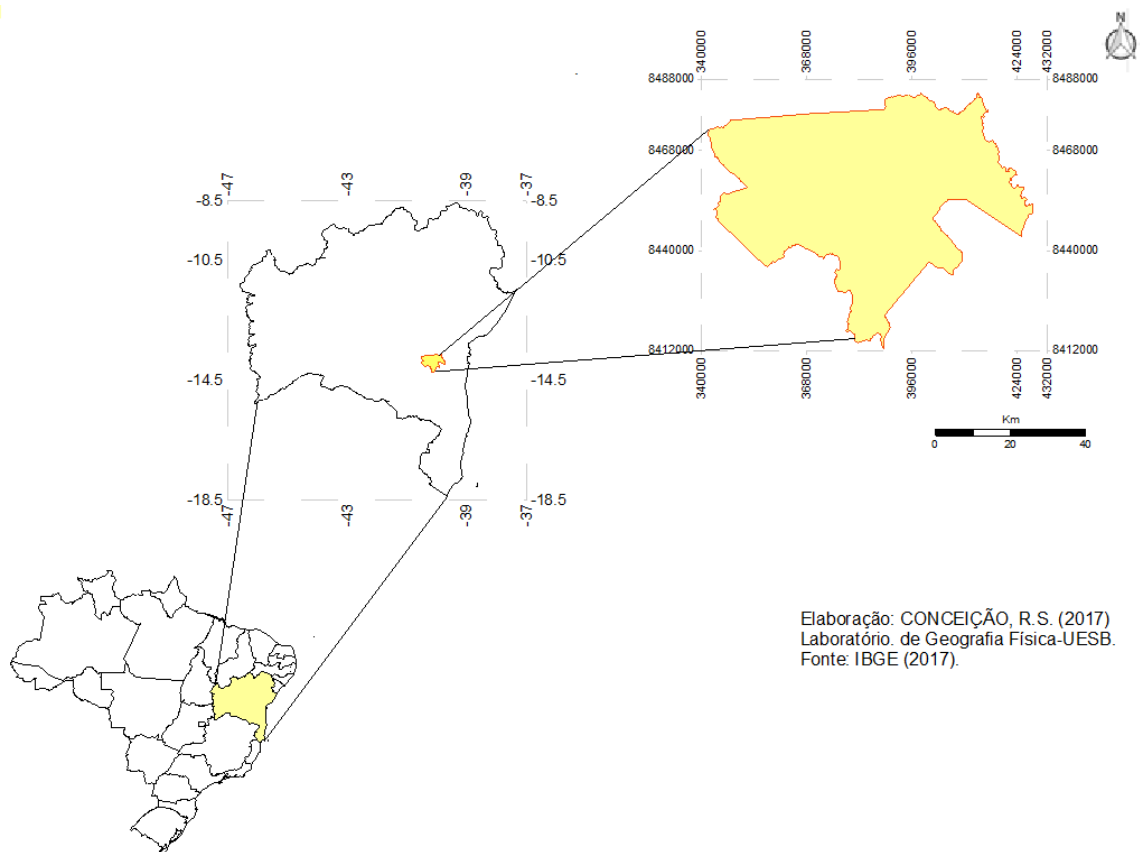 N
340000 368000 396000 424000 432000
8488000 8488000
8468000 8468000
8440000 8440000
8412000 8412000
340000 368000 396000 424000 432000
Km
0 20 40
-47 -43 -39 -37
-8.5 -8.5
-10.5 -10.5
-14.5 -14.5
-18.5 -18.5
-47 -43 -39 -37
Elaboração: CONCEIÇÃO, R.S. (2017)
Laboratório. de Geografia Física-UESB.
Fonte: IBGE (2017).